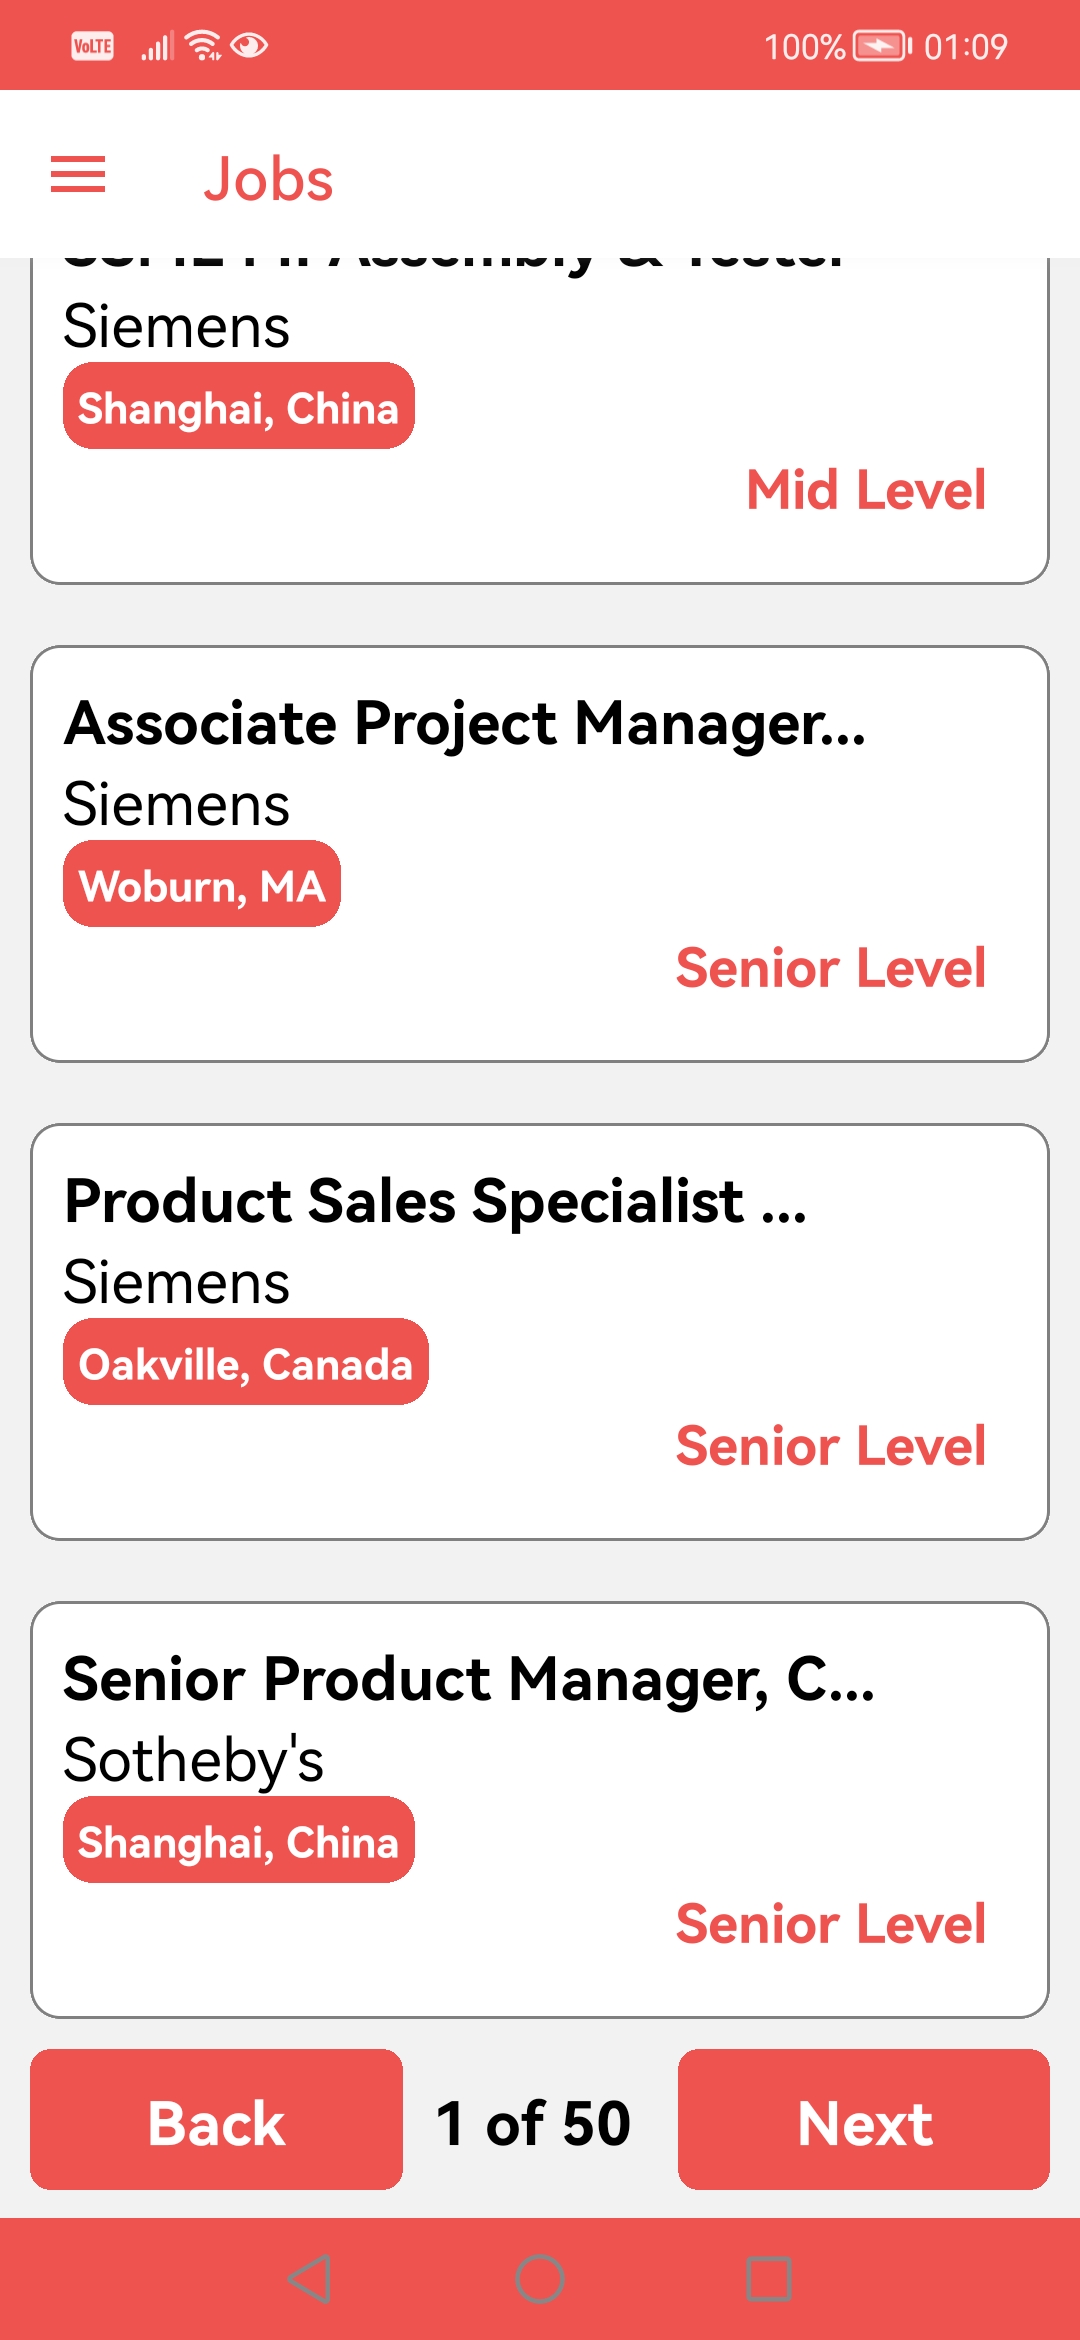 VoLTE 100% 01:09
Jobs
Assembly & Tester
Siemens
Shanghai, China
Mid Level
Associate Project Manager...
Siemens
Woburn, MA
Senior Level
Product Sales Specialist ...
Siemens
Oakville, Canada
Senior Level
Senior Product Manager, C...
Sotheby's
Shanghai, China
Senior Level
Back 1 of 50 Next